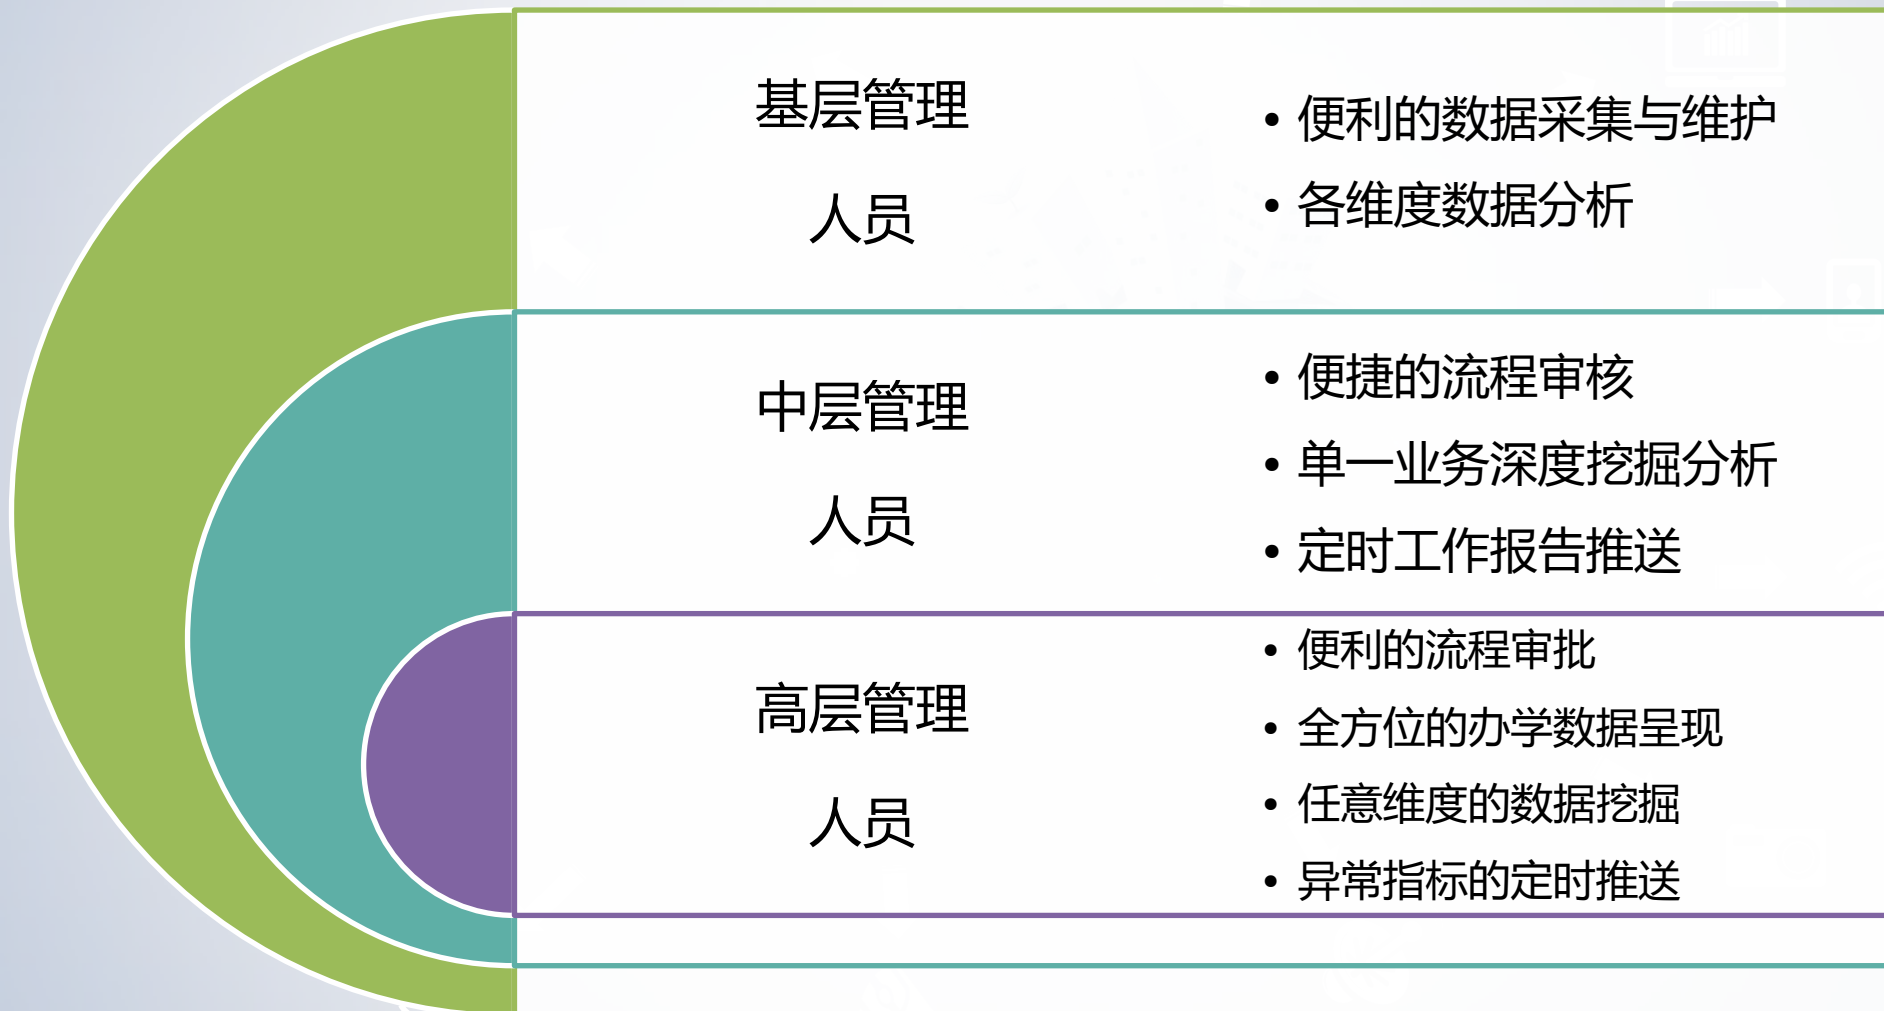 基层管理
人员
• 便利的数据采集与维护
• 各维度数据分析
中层管理
人员
• 便捷的流程审核
• 单一业务深度挖掘分析
• 定时工作报告推送
高层管理
人员
• 便利的流程审批
• 全方位的办学数据呈现
• 任意维度的数据挖掘
• 异常指标的定时推送